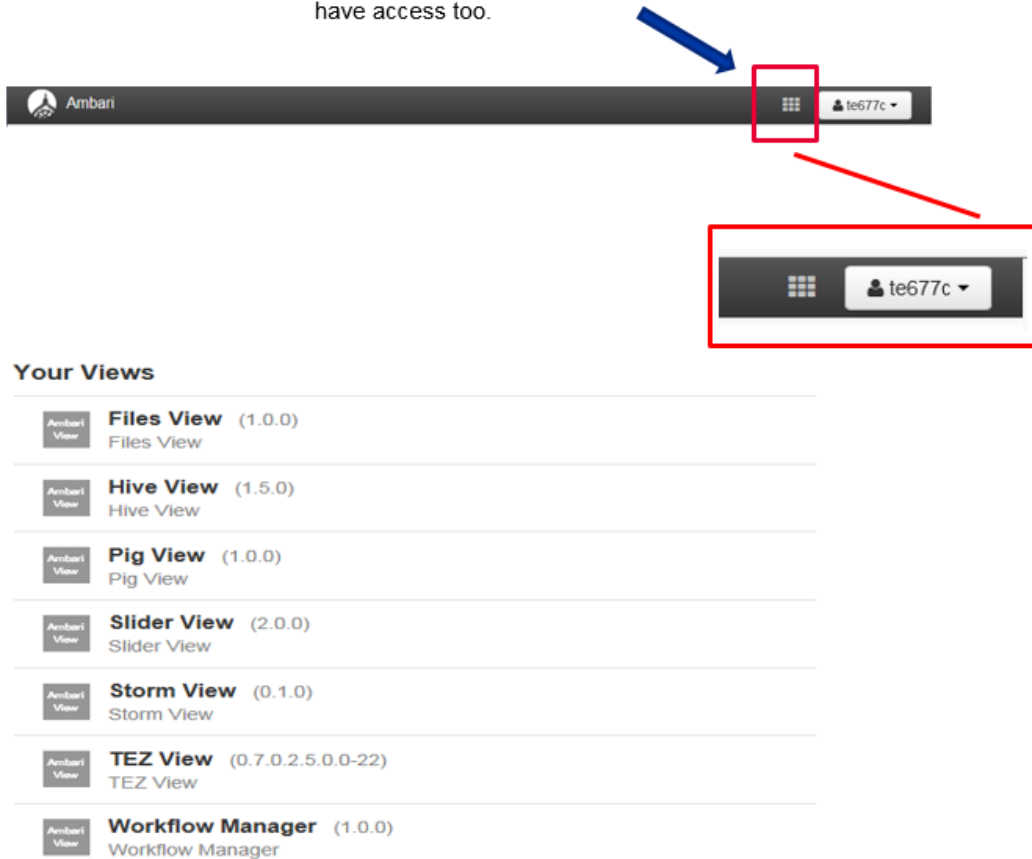 have access too.
Ambari
te677c
te677c
Your Views
Ambari
View
Files View (1.0.0)
Files View
Ambari
View
Hive View (1.5.0)
Hive View
Ambari
View
Pig View (1.0.0)
Pig View
Ambari
View
Slider View (2.0.0)
Slider View
Ambari
View
Storm View (0.1.0)
Storm View
Ambari
View
TEZ View (0.7.0.2.5.0.0-22)
TEZ View
Ambari
View
Workflow Manager (1.0.0)
Workflow Manager